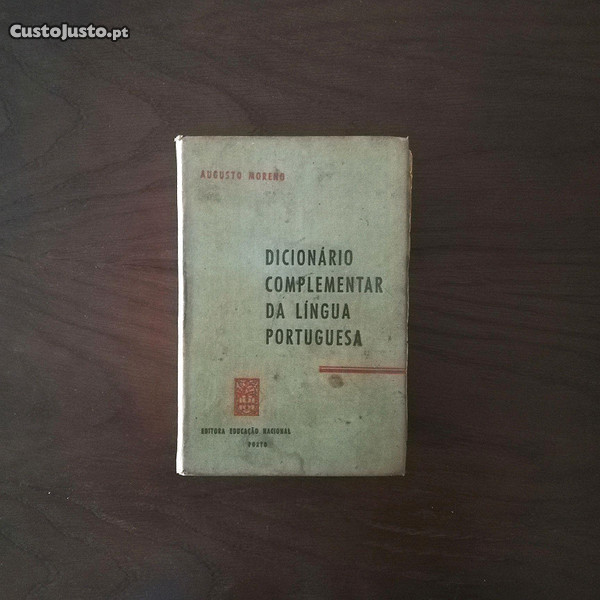 CustoJusto.pt
AUGUSTO MORENO
DICIONÁRIO
COMPLEMENTAR
DA LÍNGUA
PORTUGUESA
EDITORA EDUCAÇÃO NACIONAL
PORTO